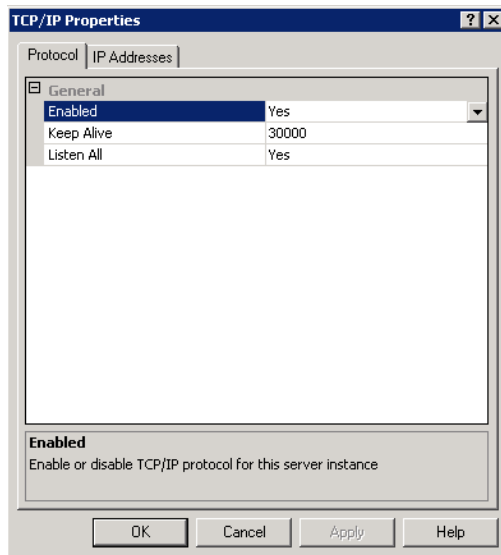 TCP/IP Properties
Protocol IP Addresses
General
Enabled Yes
Keep Alive 30000
Listen All Yes
Enabled
Enable or disable TCP/IP protocol for this server instance
OK Cancel Apply Help